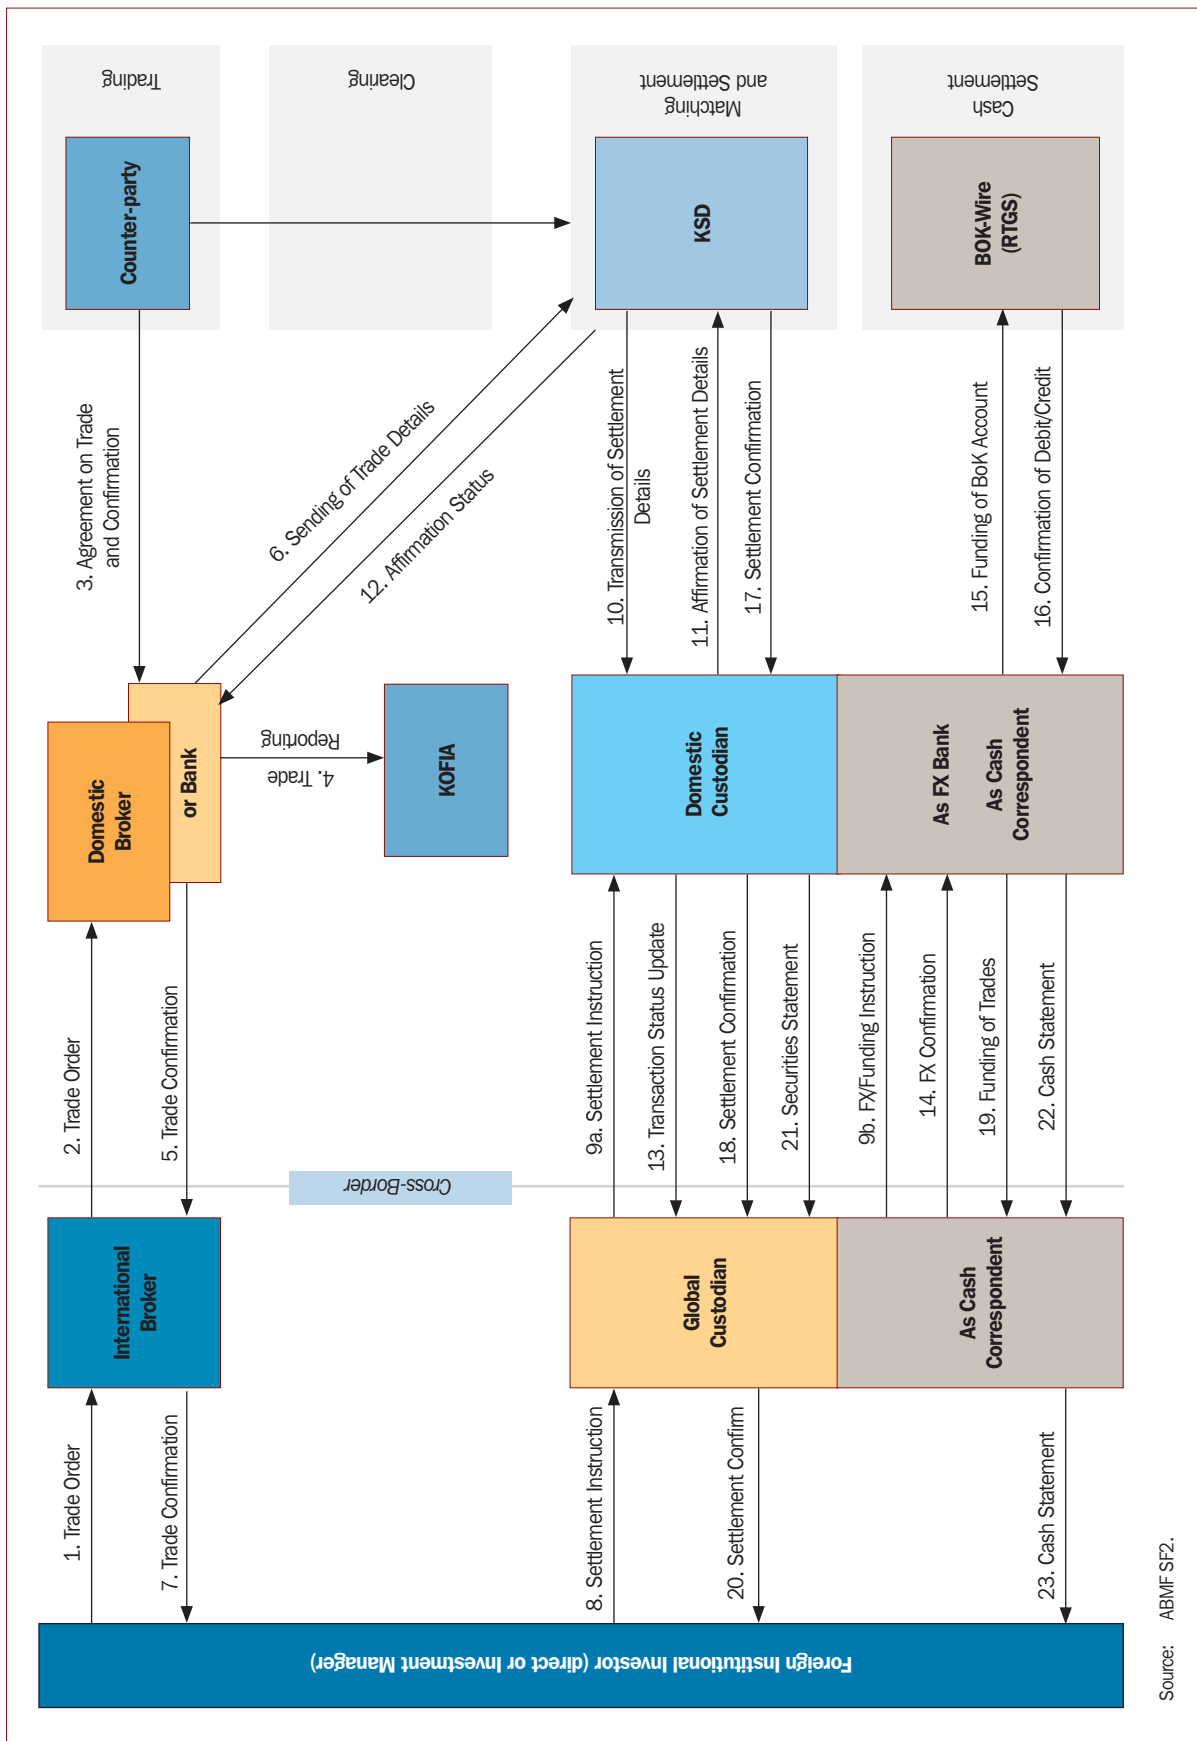 Trading
Clearing
Matching
and Settlement
Cash
Settlement
Counter-party
KSD
BOK-Wire
(RTGS)
3. Agreement on Trade
and Confirmation
6. Sending of Trade Details
12. Affirmation Status
10. Transmission of Settlement
Details
11. Affirmation of Settlement Details
17. Settlement Confirmation
15. Funding of BoK Account
16. Confirmation of Debit/Credit
Domestic
Broker
or Bank
4. Trade
Reporting
KOFIA
Domestic
Custodian
As FX Bank
As Cash
Correspondent
2. Trade Order
5. Trade Confirmation
9a. Settlement Instruction
13. Transaction Status Update
18. Settlement Confirmation
21. Securities Statement
9b. FX/Funding Instruction
14. FX Confirmation
19. Funding of Trades
22. Cash Statement
Cross-Border
International
Broker
Global
Custodian
As Cash
Correspondent
1. Trade Order
7. Trade Confirmation
8. Settlement Instruction
20. Settlement Confirm
23. Cash Statement
Foreign Institutional Investor (direct or Investment Manager)
Source: ABMF SF2.